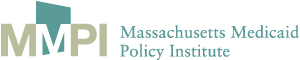 MMPI
Massachusetts Medicaid
Policy Institute